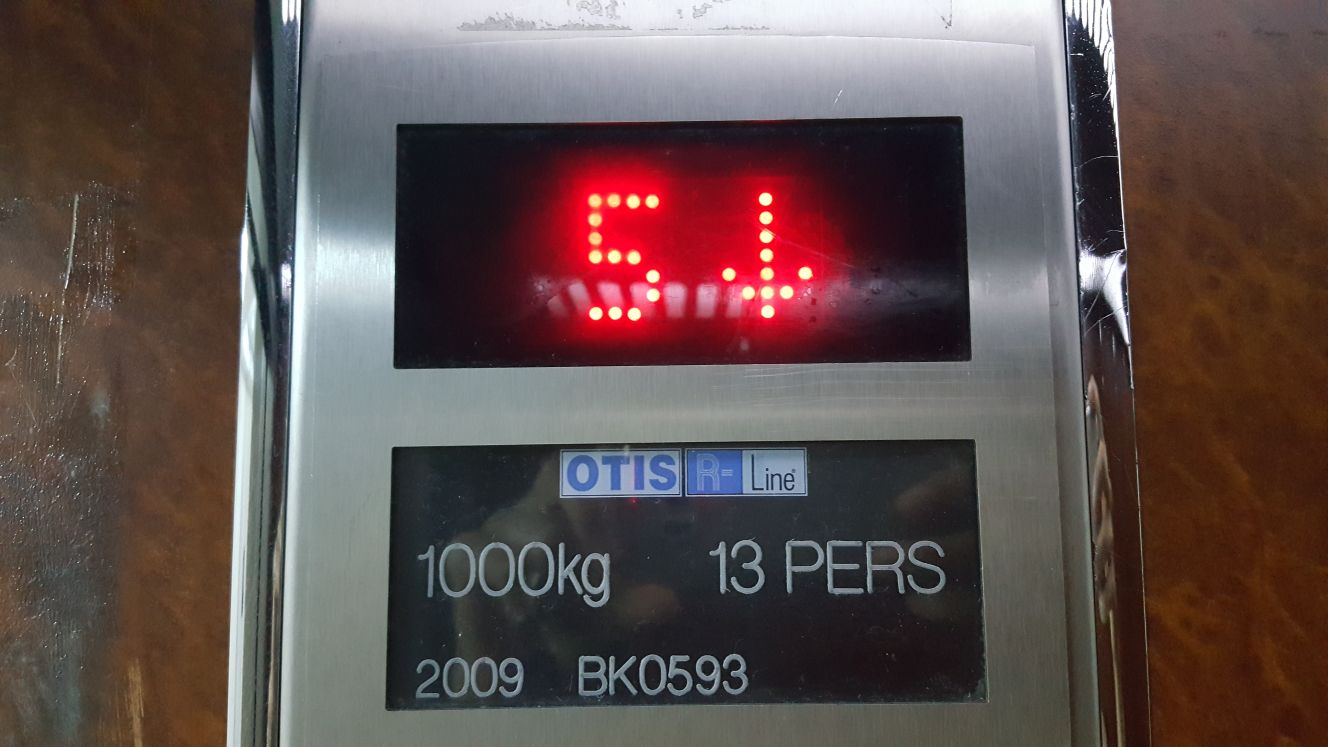 5 ↓
OTIS R- Line
1000kg 13 PERS
2009 BK0593